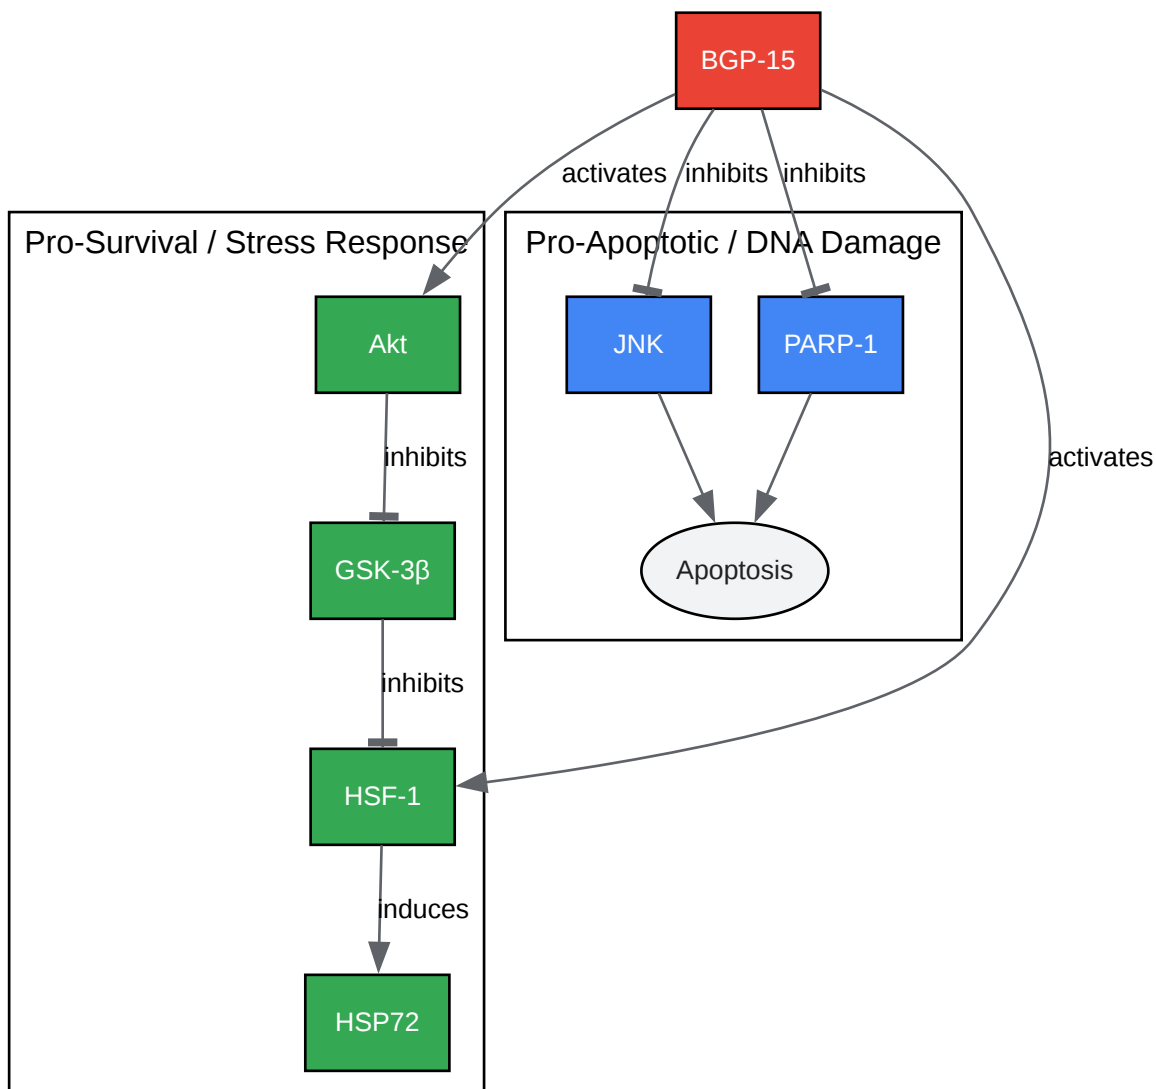 BGP-15
activates
inhibits
inhibits
Pro-Survival / Stress Response
Pro-Apoptotic / DNA Damage
Akt
JNK
PARP-1
inhibits
activates
GSK-3β
Apoptosis
inhibits
HSF-1
induces
HSP72